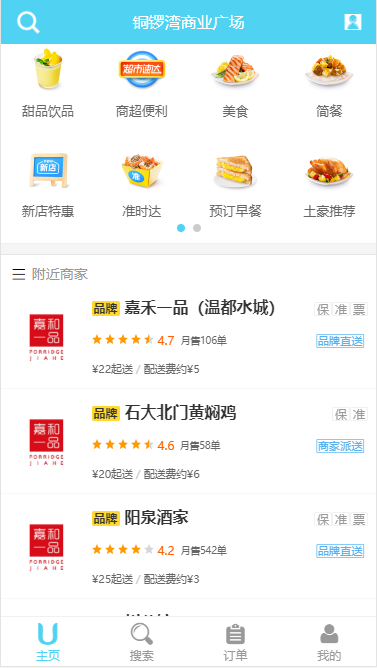 铜锣湾商业广场
超市速达
甜品饮品 商超便利 美食 简餐
新店
准
新店特惠 准时达 预订早餐 土豪推荐
附近商家
品牌 嘉禾一品（温都水城） 保 准 票
嘉和一品
FORRIDGE
JIAHE
4.7 月售106单 品牌直送
¥22起送 / 配送费约¥5
品牌 石大北门黄焖鸡 保 准
嘉和一品
FORRIDGE
JIAHE
4.6 月售58单 商家派送
¥20起送 / 配送费约¥6
品牌 阳泉酒家 保 准 票
嘉和一品
FORRIDGE
JIAHE
4.2 月售542单 品牌直送
¥25起送 / 配送费约¥3
主页 搜索 订单 我的